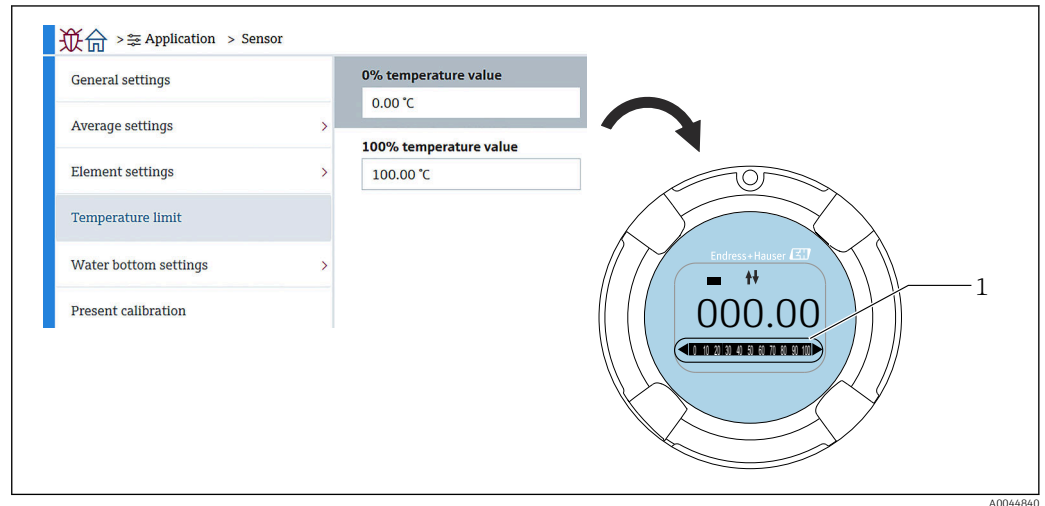 > Application > Sensor
General settings
Average settings >
Element settings >
Temperature limit
Water bottom settings >
Present calibration
0% temperature value
0.00 °C
100% temperature value
100.00 °C
Endress+Hauser EH
000.00
0 10 20 30 40 50 60 70 80 90 100
1
A0044840